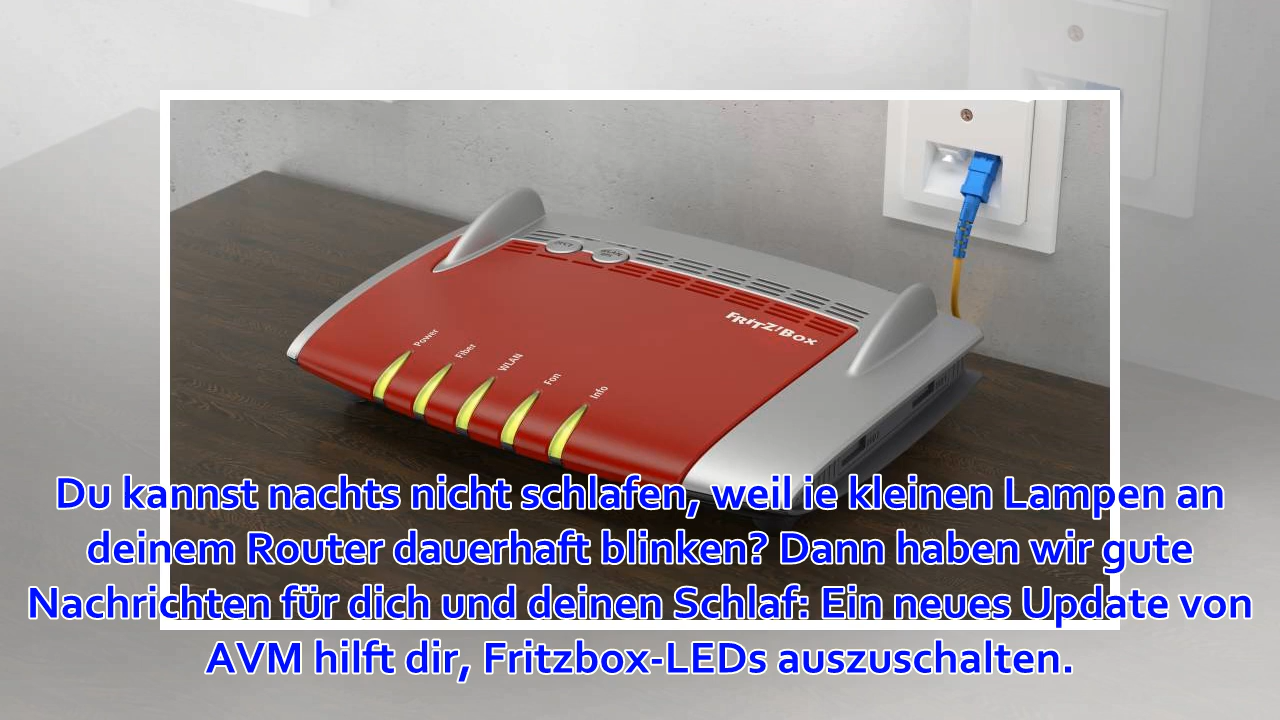 FRITZ!Box
Power
Fiber
WLAN
Fon
Info
Du kannst nachts nicht schlafen, weil ie kleinen Lampen an
deinem Router dauerhaft blinken? Dann haben wir gute
Nachrichten für dich und deinen Schlaf: Ein neues Update von
AVM hilft dir, Fritzbox-LEDs auszuschalten.